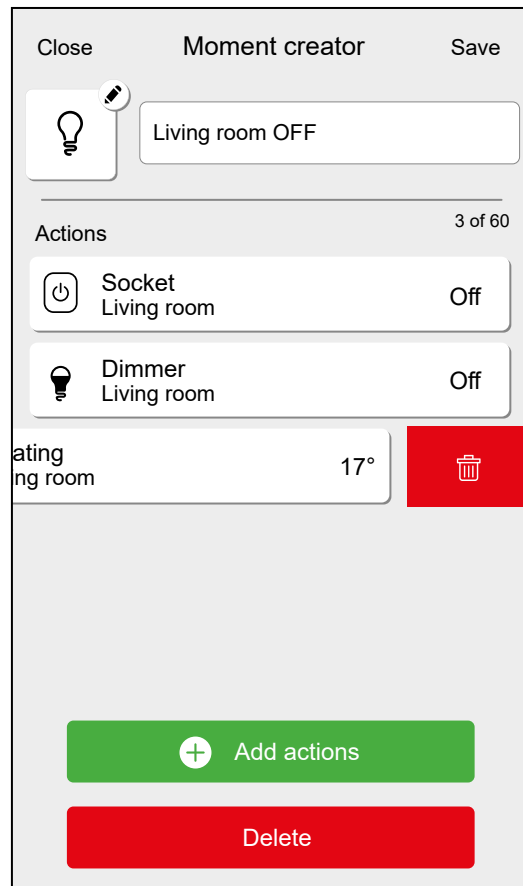 Close Moment creator Save
Living room OFF
3 of 60
Actions
Socket
Living room
Off
Dimmer
Living room
Off
ating
ing room
17°
Add actions
Delete